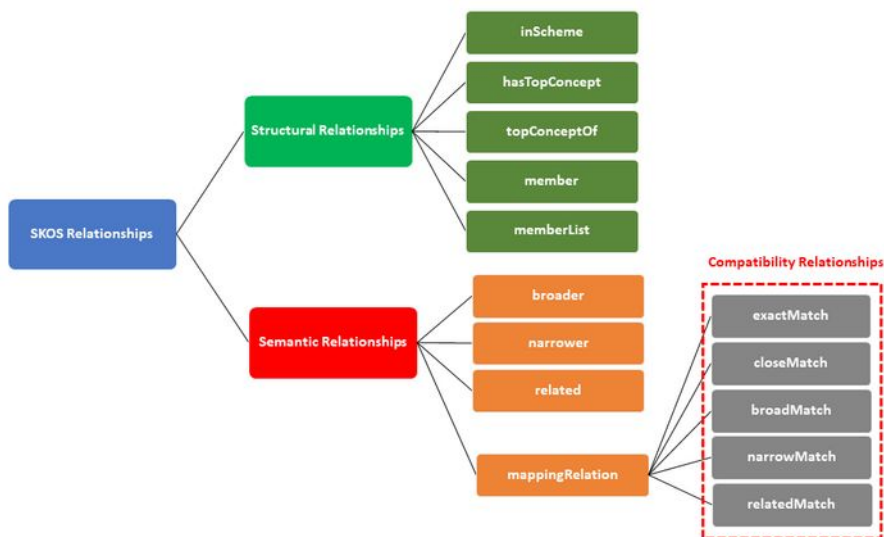 SKOS Relationships
Structural Relationships
inScheme
hasTopConcept
topConceptOf
member
memberList
Semantic Relationships
broader
narrower
related
mappingRelation
Compatibility Relationships
exactMatch
closeMatch
broadMatch
narrowMatch
relatedMatch